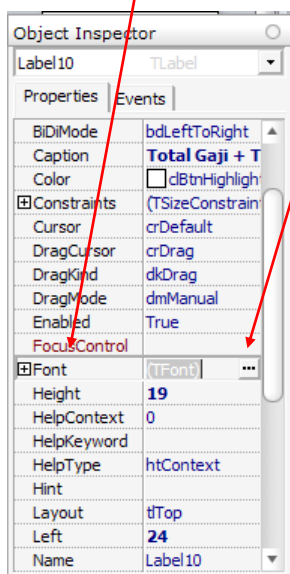 Object Inspector
Label10 TLabel
Properties Events
BiDiMode bdLeftToRight
Caption Total Gaji + T
Color clBtnHighligh
Constraints (TSizeConstrain
Cursor crDefault
DragCursor crDrag
DragKind dkDrag
DragMode dmManual
Enabled True
FocusControl
Font (TFont) ...
Height 19
HelpContext 0
HelpKeyword
HelpType htContext
Hint
Layout tlTop
Left 24
Name Label10